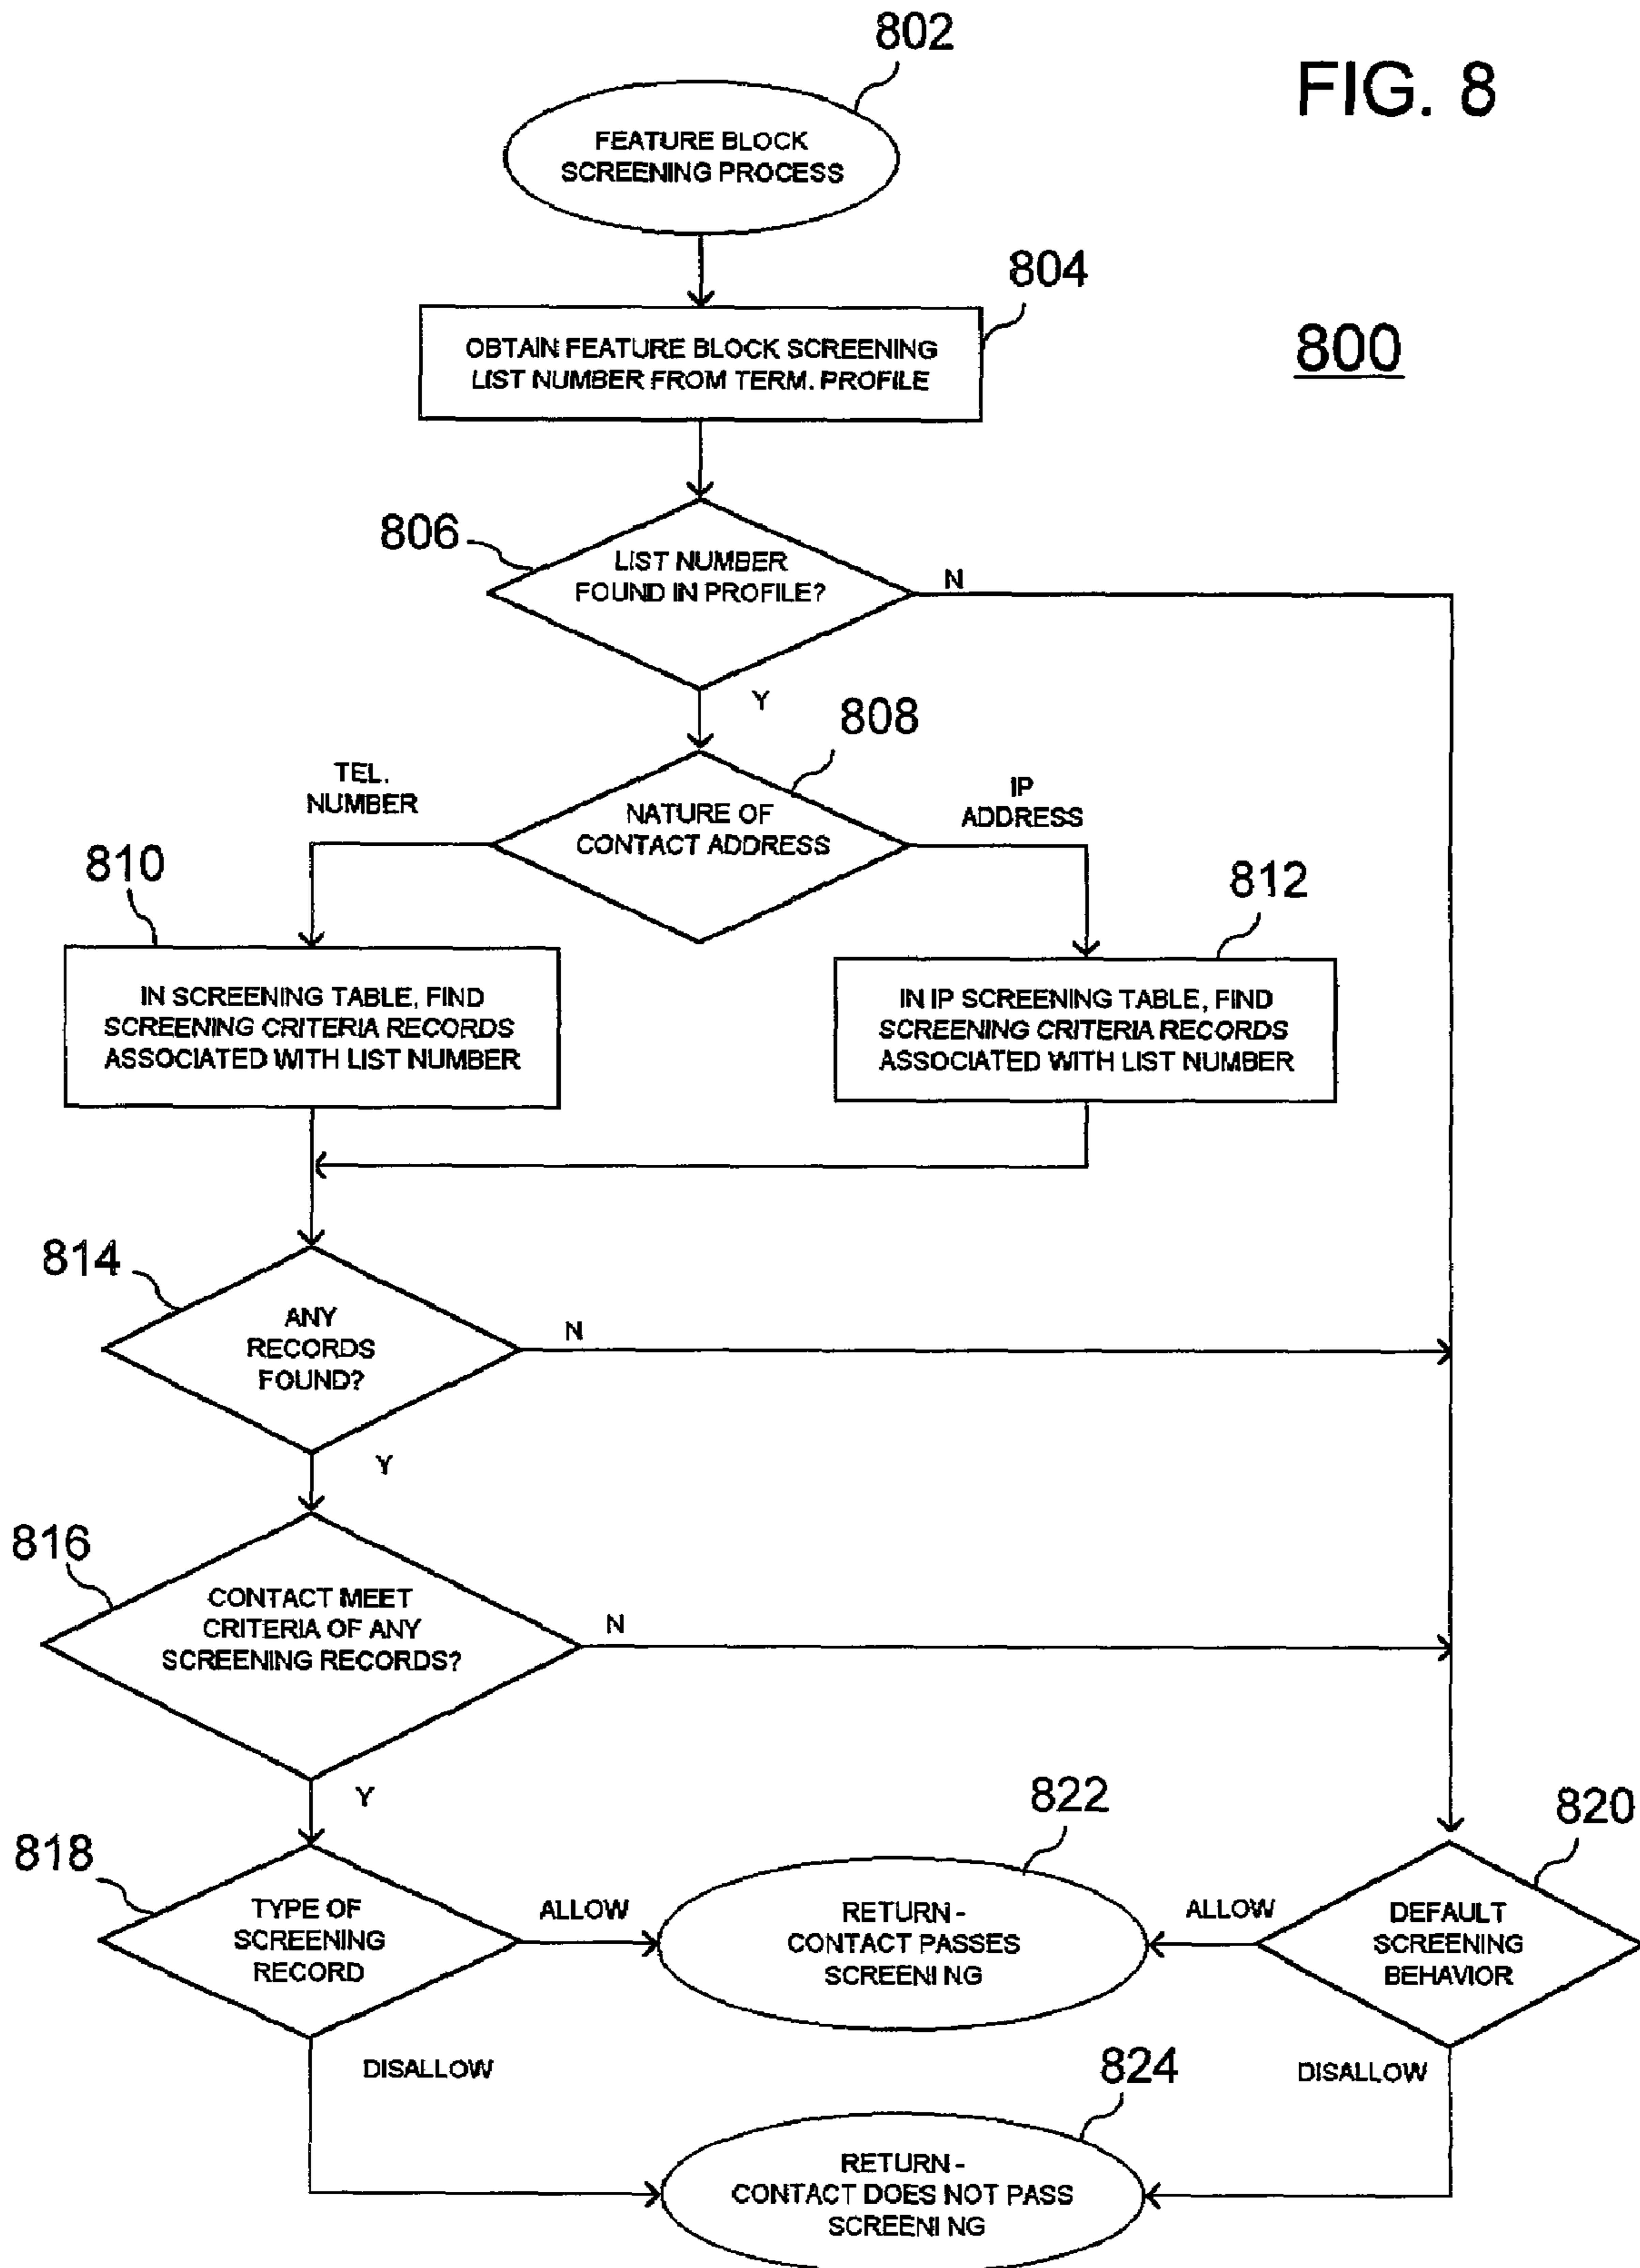 802
FIG. 8
FEATURE BLOCK
SCREENING PROCESS
804
800
OBTAIN FEATURE BLOCK SCREENING
LIST NUMBER FROM TERM. PROFILE
806
LIST NUMBER
FOUND IN PROFILE?
N
Y
808
TEL.
NUMBER
NATURE OF
CONTACT ADDRESS
IP
ADDRESS
810
812
IN SCREENING TABLE, FIND
SCREENING CRITERIA RECORDS
ASSOCIATED WITH LIST NUMBER
IN IP SCREENING TABLE, FIND
SCREENING CRITERIA RECORDS
ASSOCIATED WITH LIST NUMBER
814
ANY
RECORDS
FOUND?
N
Y
816
CONTACT MEET
CRITERIA OF ANY
SCREENING RECORDS?
N
Y
818
822
820
TYPE OF
SCREENING
RECORD
ALLOW
RETURN -
CONTACT PASSES
SCREENING
ALLOW
DEFAULT
SCREENING
BEHAVIOR
DISALLOW
824
DISALLOW
RETURN -
CONTACT DOES NOT PASS
SCREENING